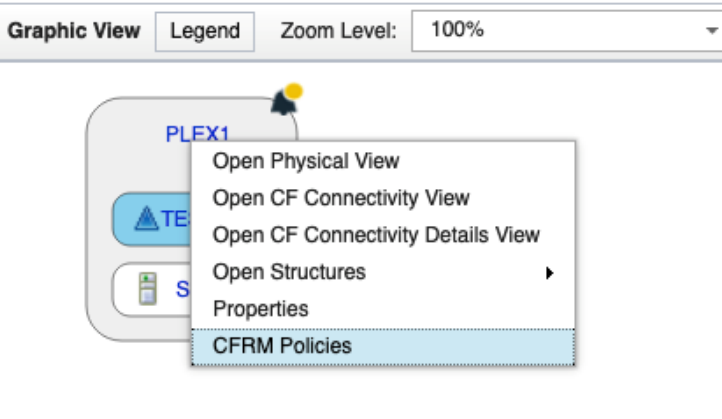 Graphic View Legend Zoom Level: 100%
PLEX1
Open Physical View
Open CF Connectivity View
TE
Open CF Connectivity Details View
Open Structures
S
Properties
CFRM Policies